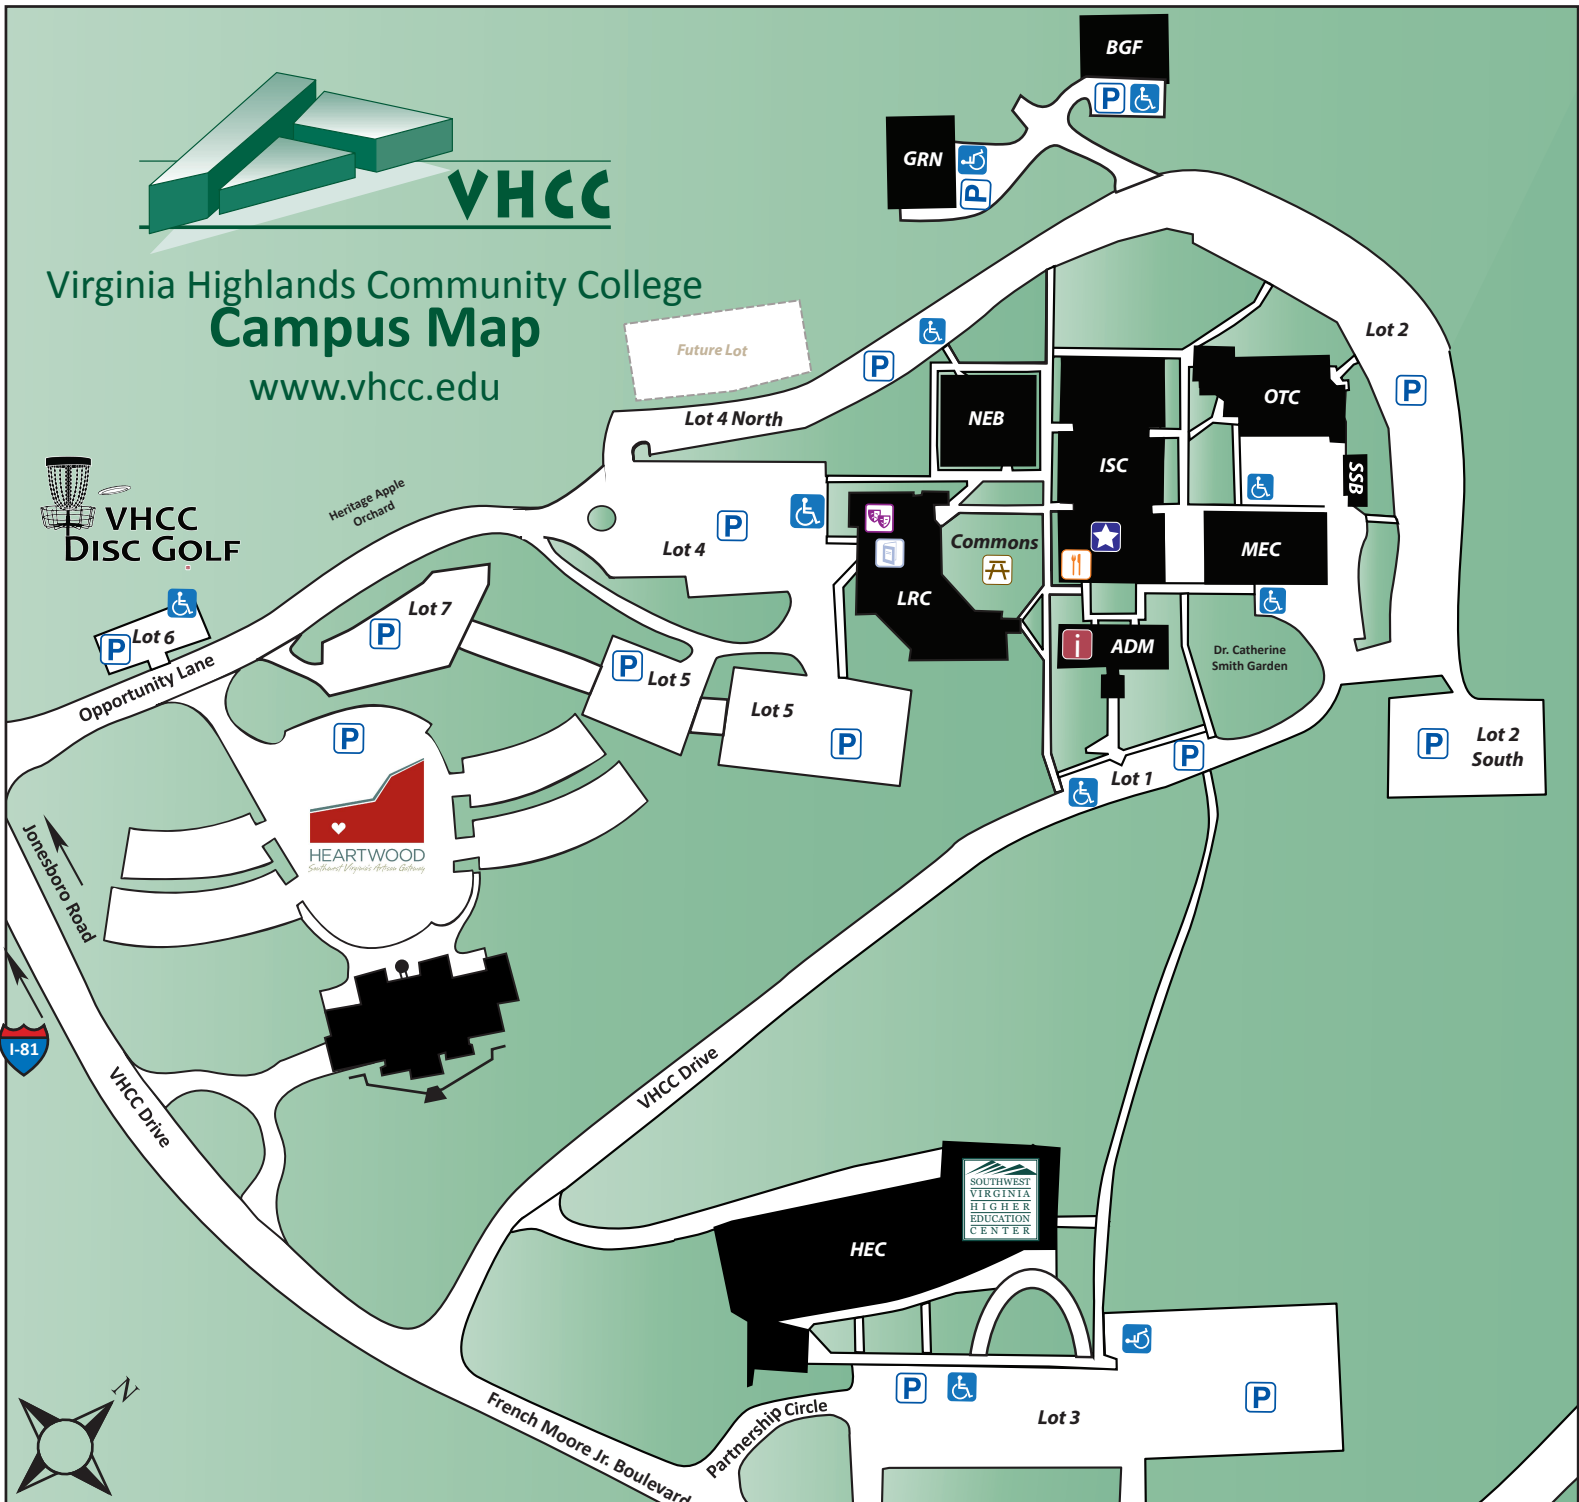 VHCC
Virginia Highlands Community College
Campus Map
www.vhcc.edu
BGF
P
GRN
P
Future Lot
Lot 2
P
P
Lot 4 North
NEB
OTC
ISC
SSB
Heritage Apple
Orchard
VHCC
DISC GOLF
P
Lot 4
Commons
MEC
LRC
Lot 7
P
Lot 6
P
i
ADM
Dr. Catherine
Smith Garden
P
Lot 5
Opportunity Lane
Lot 5
P
P
P
Lot 1
P
Lot 2
South
HEARTWOOD
Southwest Virginia's Artisan Gateway
Jonesboro Road
I-81
VHCC Drive
VHCC Drive
SOUTHWEST
VIRGINIA
HIGHER
EDUCATION
CENTER
HEC
N
French Moore Jr. Boulevard
Partnership Circle
P
P
Lot 3